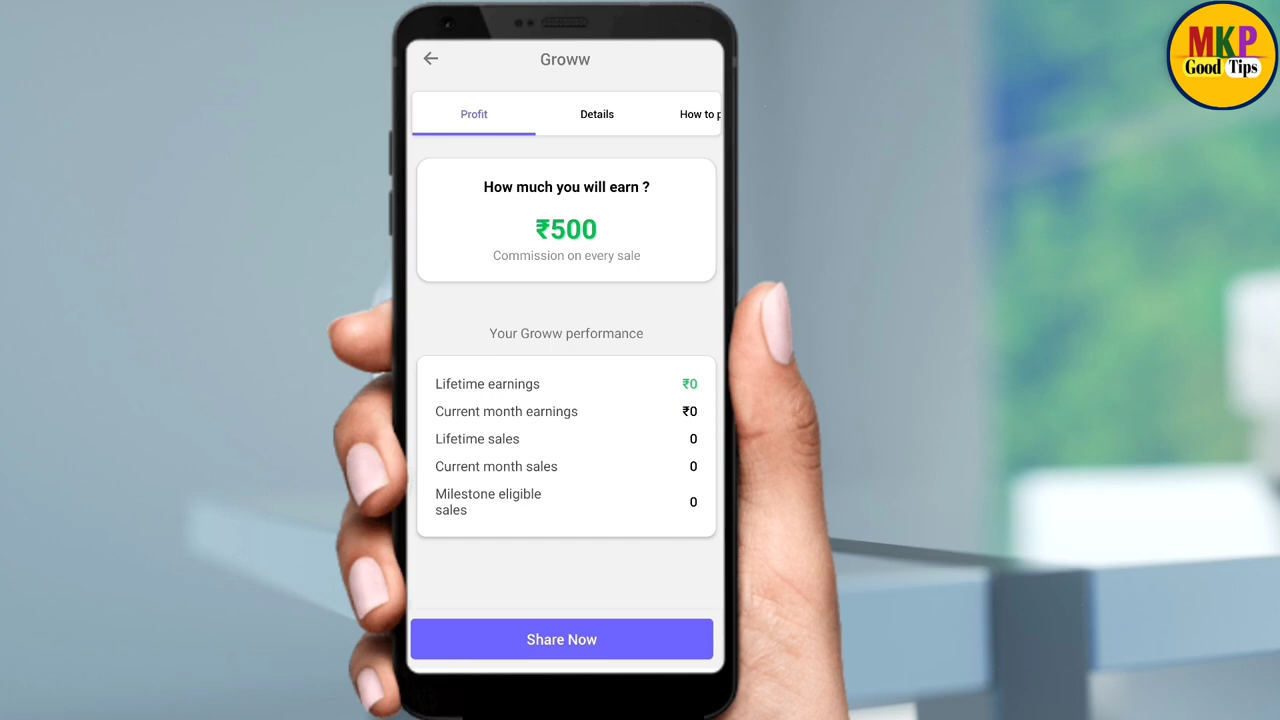 MKP
Good Tips
Groww
Profit
Details
How to p
How much you will earn ?
₹500
Commission on every sale
Your Groww performance
Lifetime earnings ₹0
Current month earnings ₹0
Lifetime sales 0
Current month sales 0
Milestone eligible
sales 0
Share Now